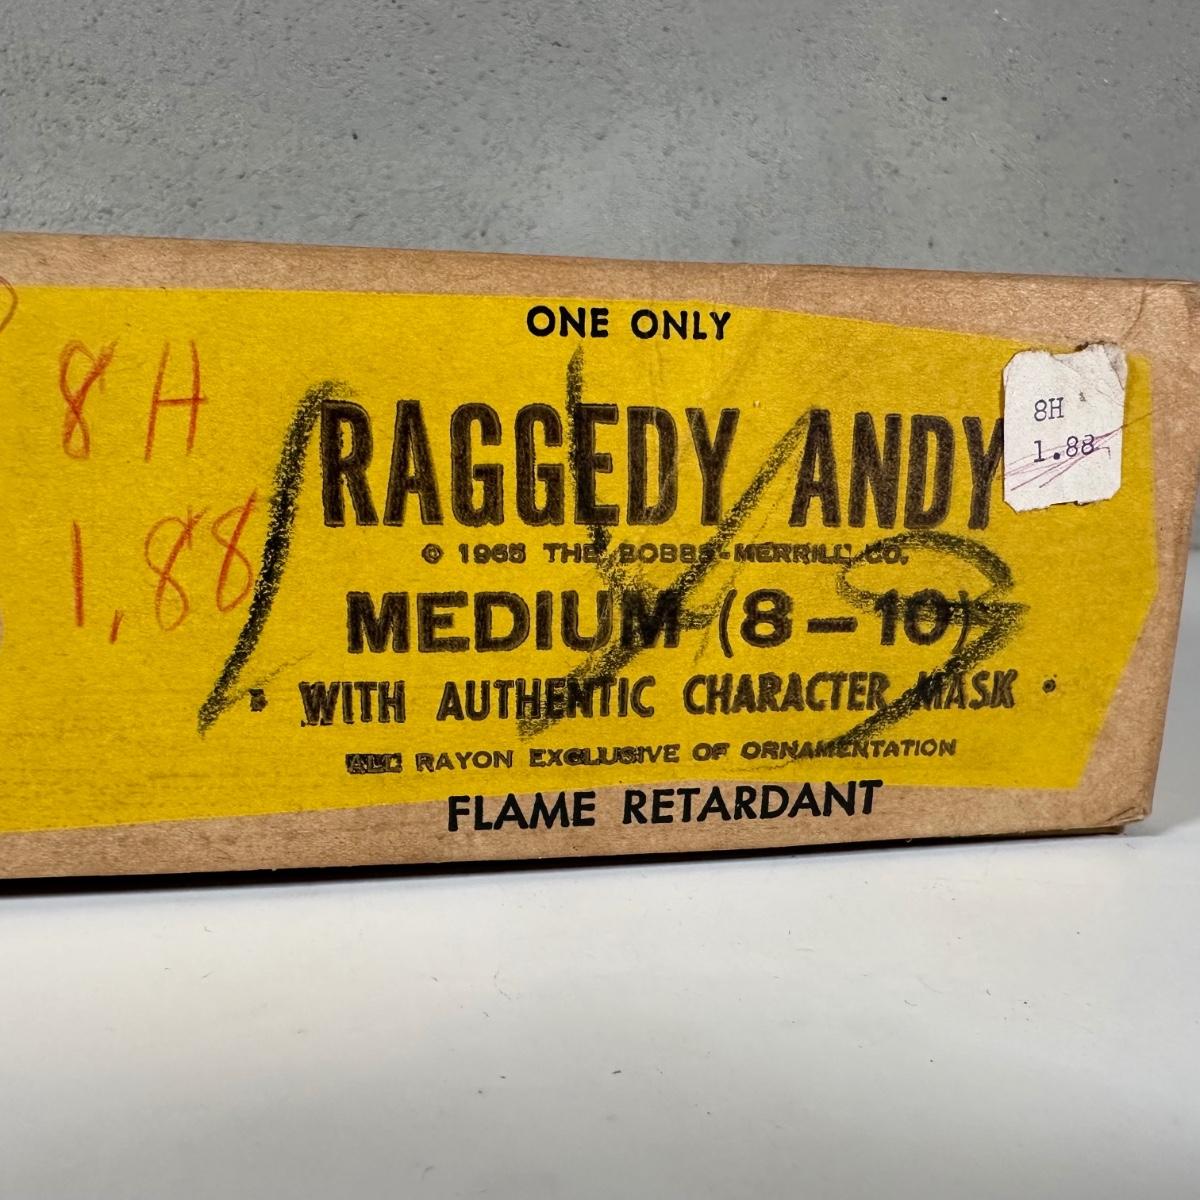 ONE ONLY
8H
1.88
8H
1.88
RAGGEDY ANDY
© 1965 THE BOBBS-MERRILL CO.
MEDIUM (8-10)
• WITH AUTHENTIC CHARACTER MASK •
ALL RAYON EXCLUSIVE OF ORNAMENTATION
FLAME RETARDANT